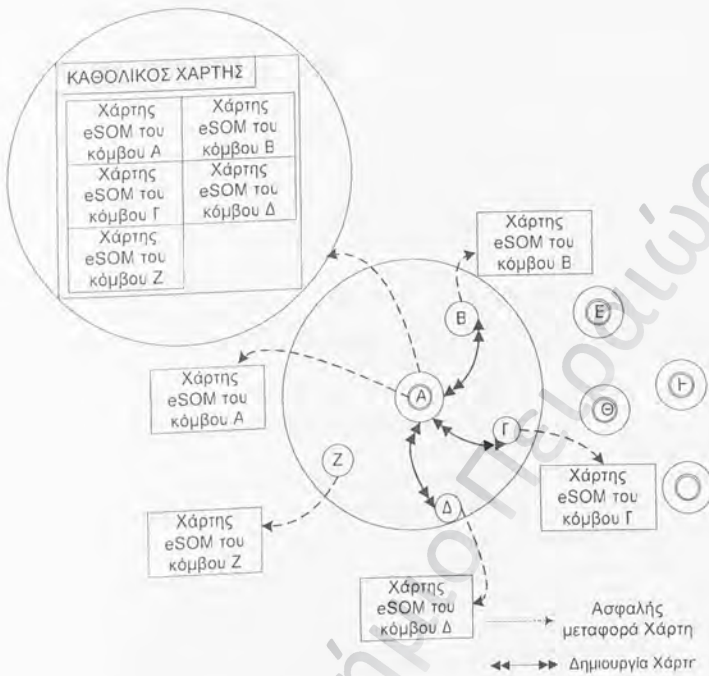 ΚΑΘΟΛΙΚΟΣ ΧΑΡΤΗΣ
Χάρτης
eSOM του
κόμβου Α
Χάρτης
eSOM του
κόμβου Β
Χάρτης
eSOM του
κόμβου Γ
Χάρτης
eSOM του
κόμβου Δ
Χάρτης
eSOM του
κόμβου Ζ
Χάρτης
eSOM του
κόμβου Β
Β
Ε
Α
Θ
Γ
Ζ
Δ
Χάρτης
eSOM του
κόμβου Α
Χάρτης
eSOM του
κόμβου Γ
Χάρτης
eSOM του
κόμβου Ζ
Χάρτης
eSOM του
κόμβου Δ
Ασφαλής
μεταφορά Χάρτη
Δημιουργία Χάρτ